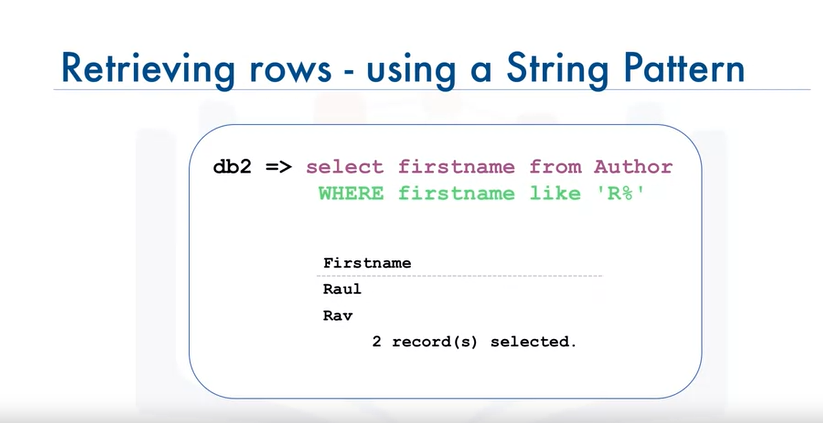 Retrieving rows - using a String Pattern
db2 => select firstname from Author
WHERE firstname like 'R%'
Firstname
Raul
Rav
2 record(s) selected.